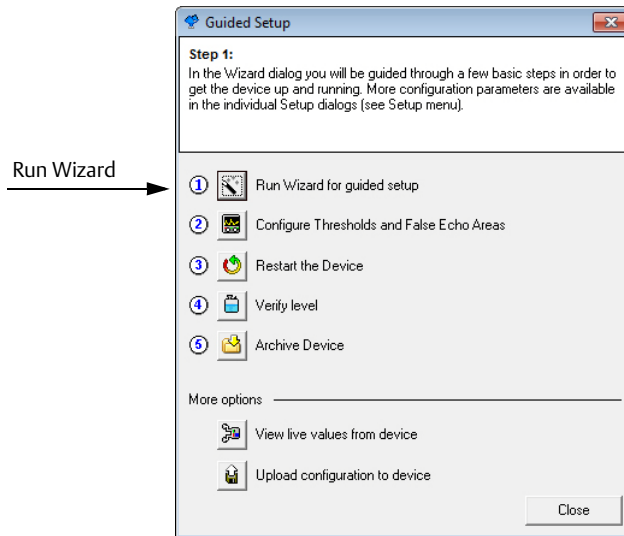 Guided Setup
Step 1:
In the Wizard dialog you will be guided through a few basic steps in order to
get the device up and running. More configuration parameters are available
in the individual Setup dialogs (see Setup menu).
Run Wizard
1 Run Wizard for guided setup
2 Configure Thresholds and False Echo Areas
3 Restart the Device
4 Verify level
5 Archive Device
More options
View live values from device
Upload configuration to device
Close